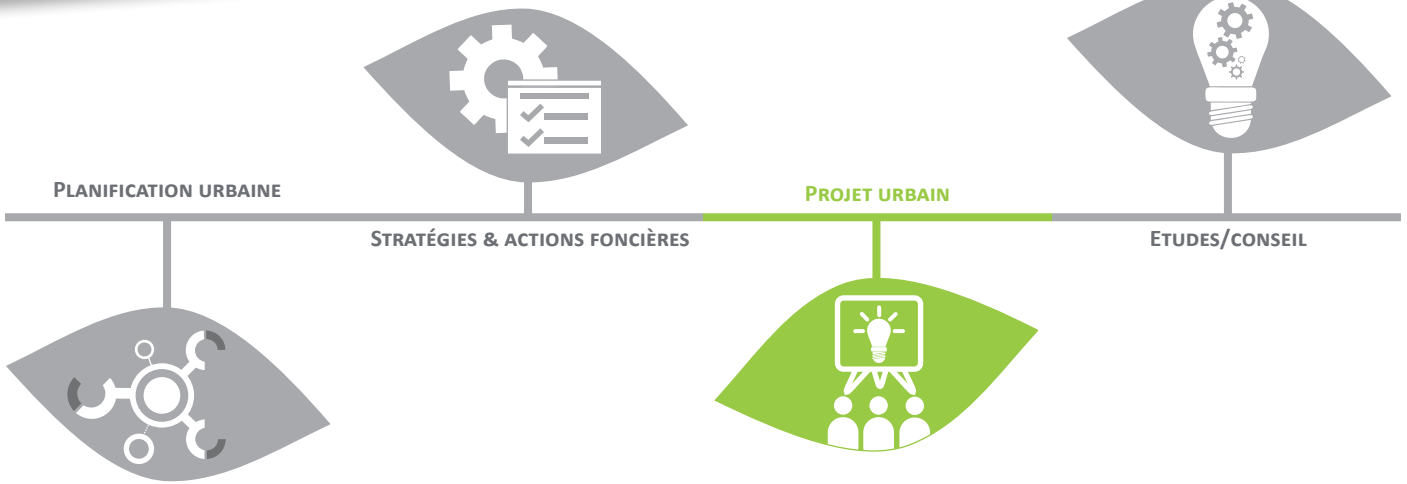 PLANIFICATION URBAINE
PROJET URBAIN
STRATÉGIES & ACTIONS FONCIÈRES
ETUDES/CONSEIL